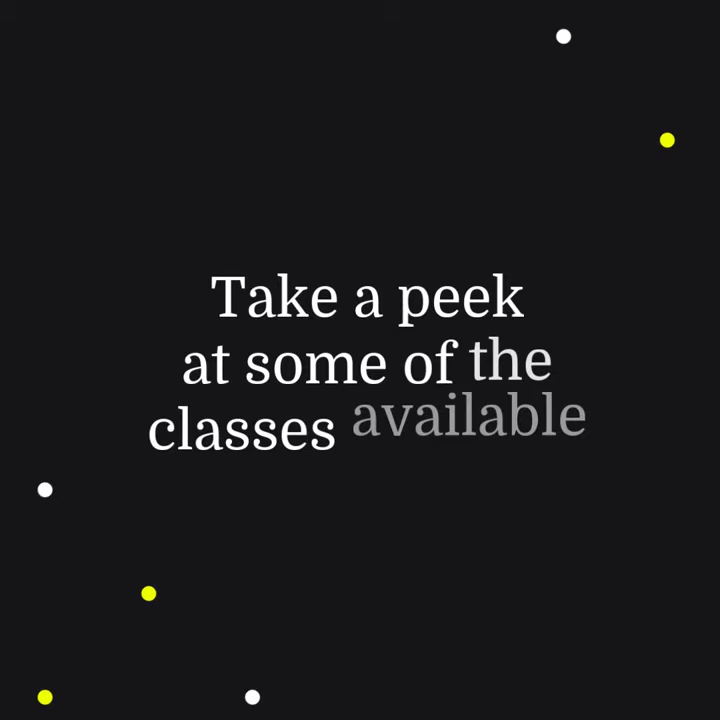 Take a peek
at some of the
classes available